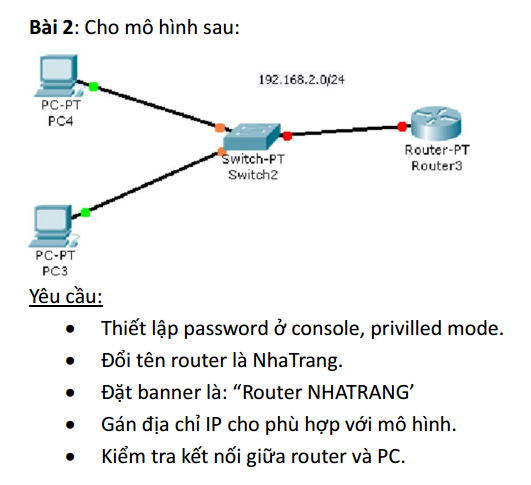 Bài 2: Cho mô hình sau:
192.168.2.0/24
PC-PT
PC4
Switch-PT
Switch2
Router-PT
Router3
PC-PT
PC3
Yêu cầu:
• Thiết lập password ở console, privilled mode.
• Đổi tên router là NhaTrang.
• Đặt banner là: “Router NHATRANG’
• Gán địa chỉ IP cho phù hợp với mô hình.
• Kiểm tra kết nối giữa router và PC.